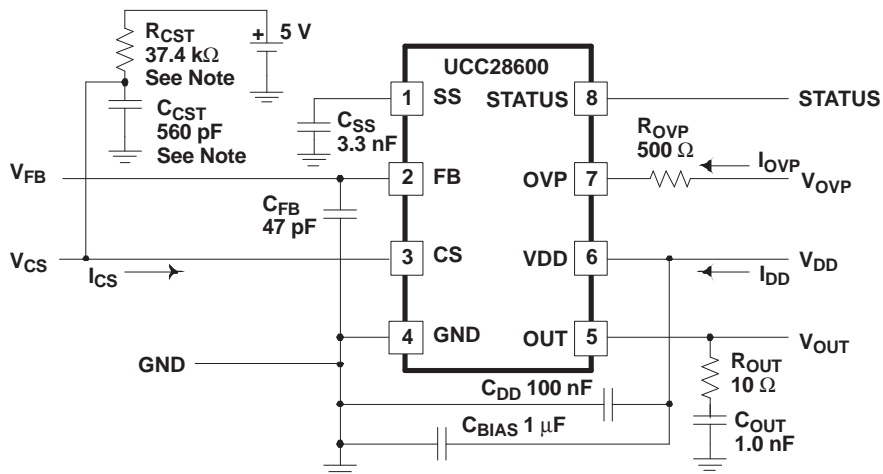 RCST
37.4 kΩ
See Note
+ 5 V
CCST
560 pF
See Note
CSS
3.3 nF
UCC28600
1 SS
STATUS 8
STATUS
ROVP
500 Ω
IOVP
VFB
2 FB
OVP 7
VOVP
CFB
47 pF
VCS
ICS
3 CS
VDD 6
IDD
VDD
4 GND
OUT 5
VOUT
GND
ROUT
10 Ω
CDD 100 nF
CBIAS 1 μF
COUT
1.0 nF